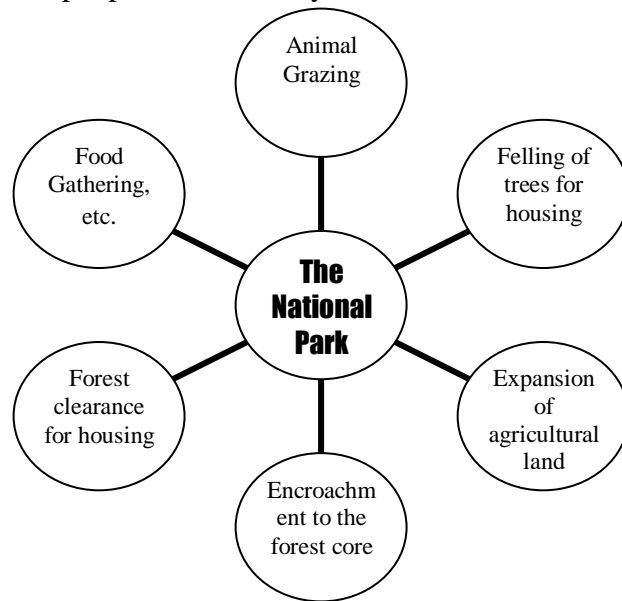 Animal
Grazing
Food
Gathering,
etc.
Felling of
trees for
housing
The
National
Park
Forest
clearance
for housing
Expansion
of
agricultural
land
Encroachm
ent to the
forest core